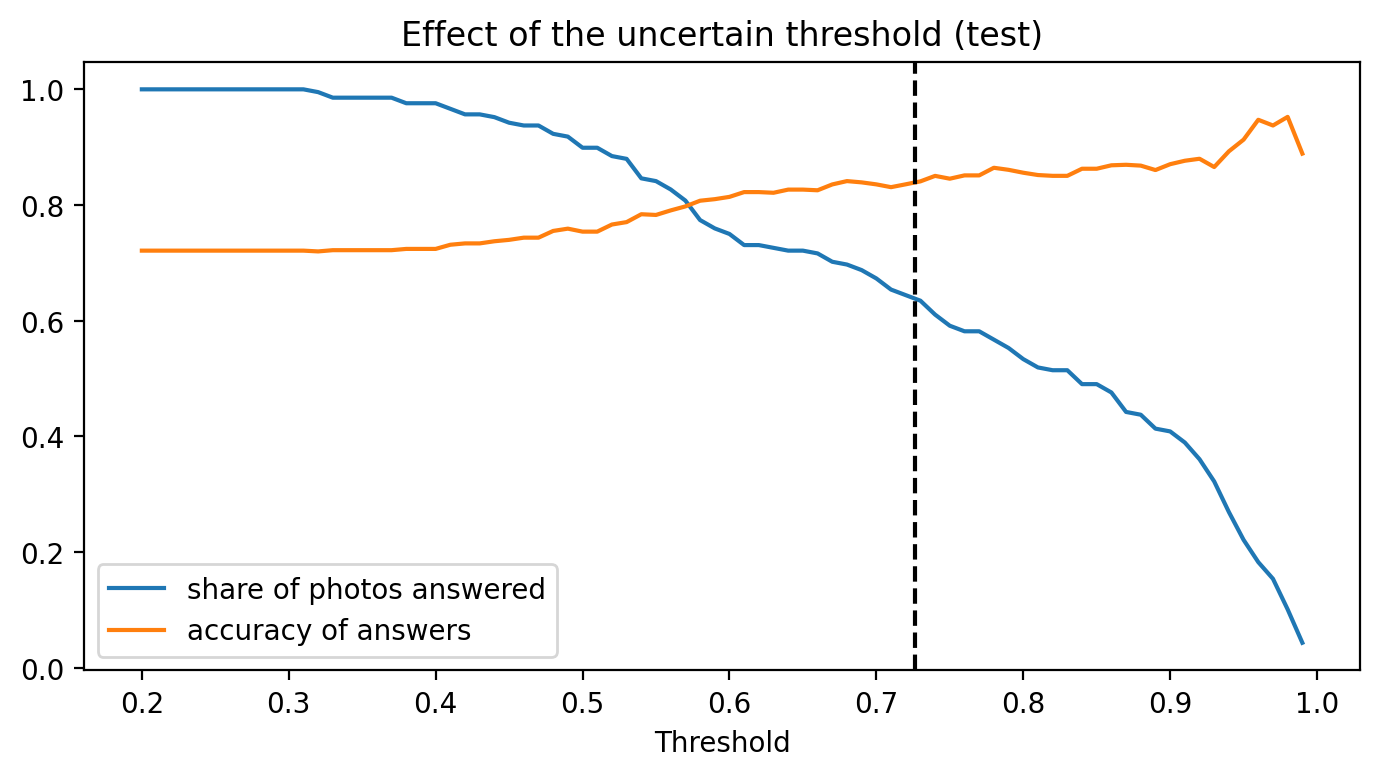 Effect of the uncertain threshold (test)
1.0
0.8
0.6
0.4
0.2
0.0
share of photos answered
accuracy of answers
0.2 0.3 0.4 0.5 0.6 0.7 0.8 0.9 1.0
Threshold